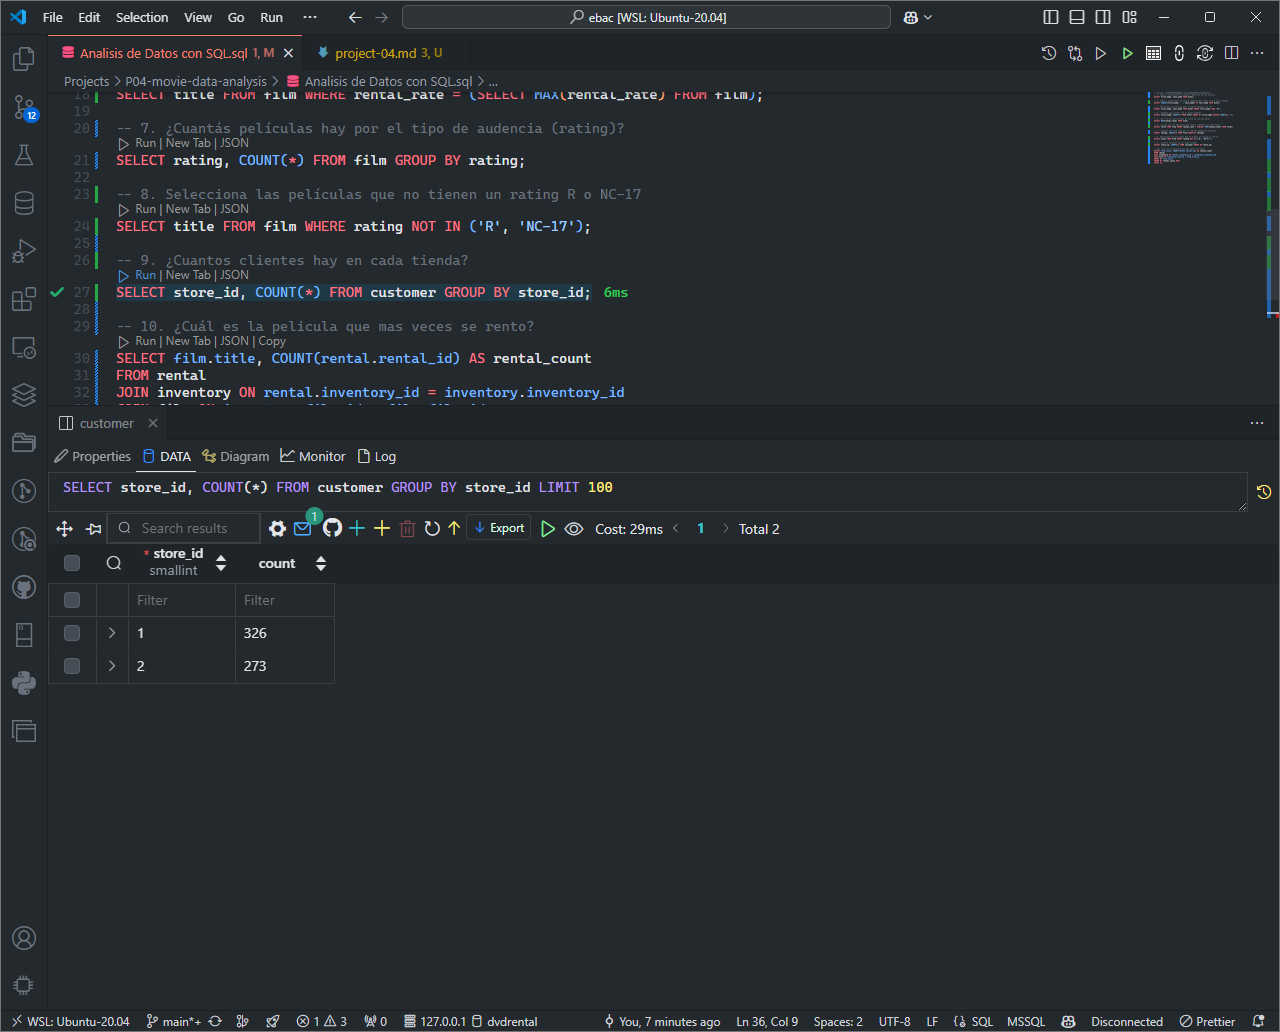 File Edit Selection View Go Run ··· ebac [WSL: Ubuntu-20.04]
Analisis de Datos con SQL.sql 1, M project-04.md 3, U
Projects > P04-movie-data-analysis > Analisis de Datos con SQL.sql > ...
18 SELECT title FROM film WHERE rental_rate = (SELECT MAX(rental_rate) FROM film);
19
20 -- 7. ¿Cuantás películas hay por el tipo de audencia (rating)?
Run | New Tab | JSON
21 SELECT rating, COUNT(*) FROM film GROUP BY rating;
22
23 -- 8. Selecciona las películas que no tienen un rating R o NC-17
Run | New Tab | JSON
24 SELECT title FROM film WHERE rating NOT IN ('R', 'NC-17');
25
26 -- 9. ¿Cuantos clientes hay en cada tienda?
Run | New Tab | JSON
27 SELECT store_id, COUNT(*) FROM customer GROUP BY store_id; 6ms
28
29 -- 10. ¿Cuál es la pelicula que mas veces se rento?
Run | New Tab | JSON | Copy
30 SELECT film.title, COUNT(rental.rental_id) AS rental_count
31 FROM rental
32 JOIN inventory ON rental.inventory_id = inventory.inventory_id
customer
Properties DATA Diagram Monitor Log
SELECT store_id, COUNT(*) FROM customer GROUP BY store_id LIMIT 100
Search results 1 Export Cost: 29ms < 1 > Total 2
* store_id smallint count
Filter Filter
1 326
2 273
12
WSL: Ubuntu-20.04 main*+ 1 3 0 127.0.0.1 dvdrental You, 7 minutes ago Ln 36, Col 9 Spaces: 2 UTF-8 LF SQL MSSQL Disconnected Prettier